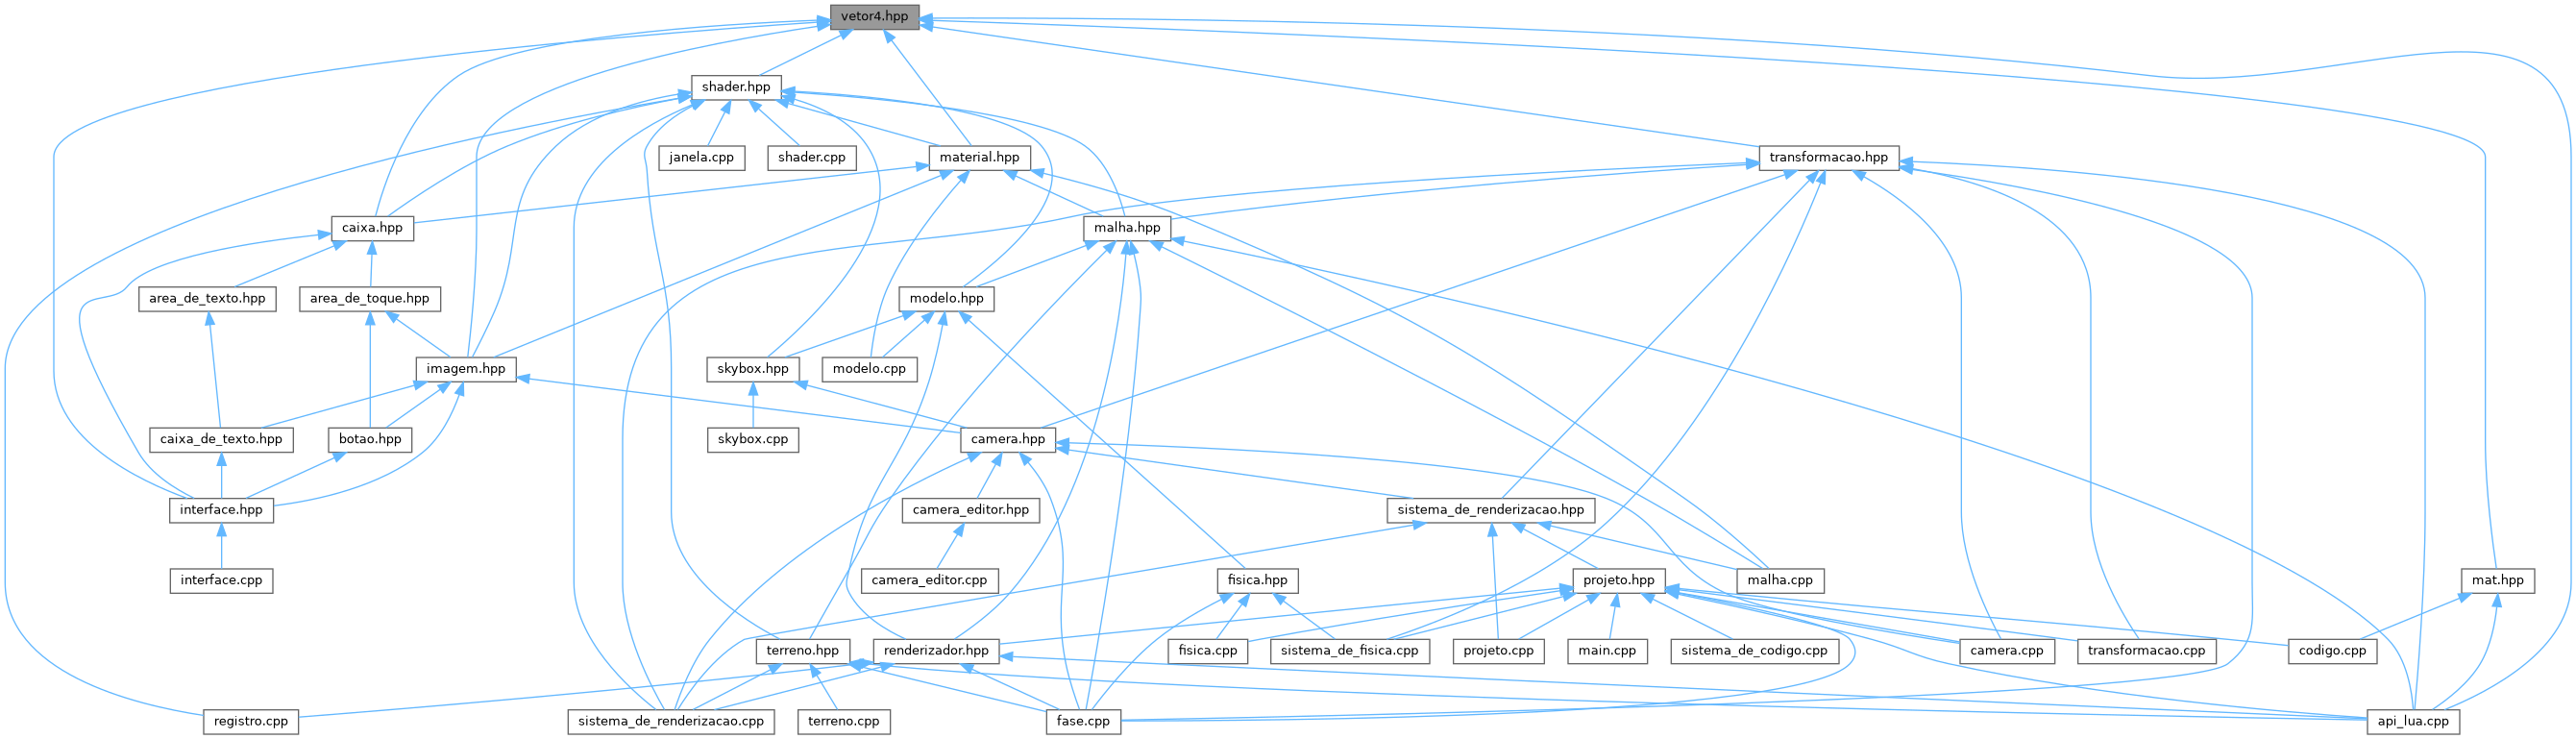 vetor4.hpp
shader.hpp
janela.cpp
shader.cpp
material.hpp
transformacao.hpp
caixa.hpp
malha.hpp
area_de_texto.hpp
area_de_toque.hpp
modelo.hpp
imagem.hpp
skybox.hpp
modelo.cpp
caixa_de_texto.hpp
botao.hpp
skybox.cpp
camera.hpp
interface.hpp
camera_editor.hpp
sistema_de_renderizacao.hpp
interface.cpp
camera_editor.cpp
fisica.hpp
projeto.hpp
malha.cpp
mat.hpp
terreno.hpp
renderizador.hpp
fisica.cpp
sistema_de_fisica.cpp
projeto.cpp
main.cpp
sistema_de_codigo.cpp
camera.cpp
transformacao.cpp
codigo.cpp
registro.cpp
sistema_de_renderizacao.cpp
terreno.cpp
fase.cpp
api_lua.cpp